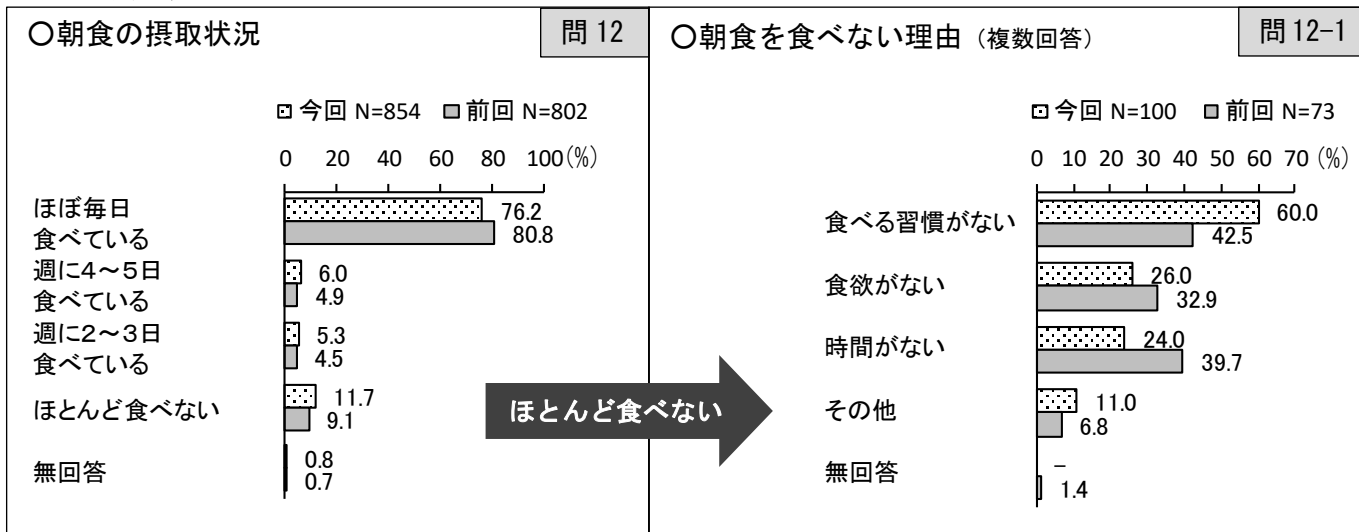 〇朝食の摂取状況
問12
今回 N=854 前回 N=802
0 20 40 60 80 100(%)
ほぼ毎日
食べている
76.2
80.8
週に4～5日
食べている
6.0
4.9
週に2～3日
食べている
5.3
4.5
ほとんど食べない
11.7
9.1
無回答
0.8
0.7
ほとんど食べない
〇朝食を食べない理由（複数回答）
問12-1
今回 N=100 前回 N=73
0 10 20 30 40 50 60 70 (%)
食べる習慣がない
60.0
42.5
食欲がない
26.0
32.9
時間がない
24.0
39.7
その他
11.0
6.8
無回答
-
1.4